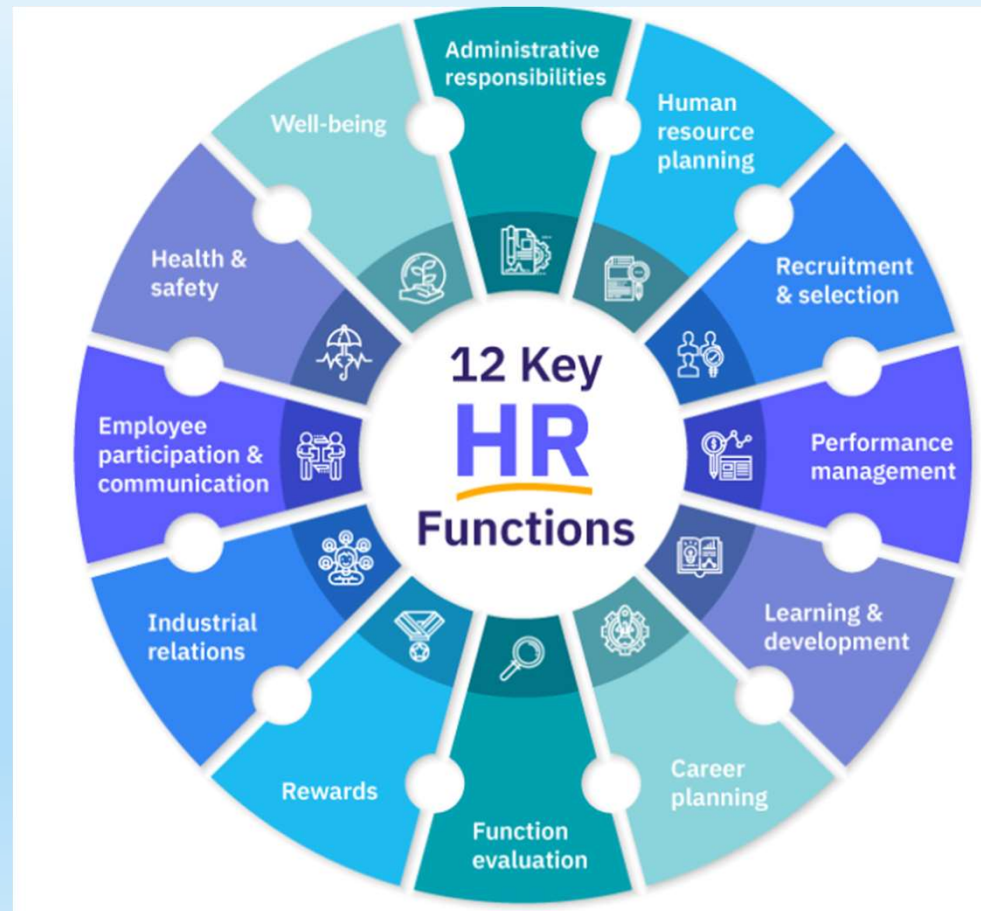 12 Key
HR
Functions
Administrative
responsibilities
Human
resource
planning
Recruitment
& selection
Performance
management
Learning &
development
Career
planning
Function
evaluation
Rewards
Industrial
relations
Employee
participation &
communication
Health &
safety
Well-being